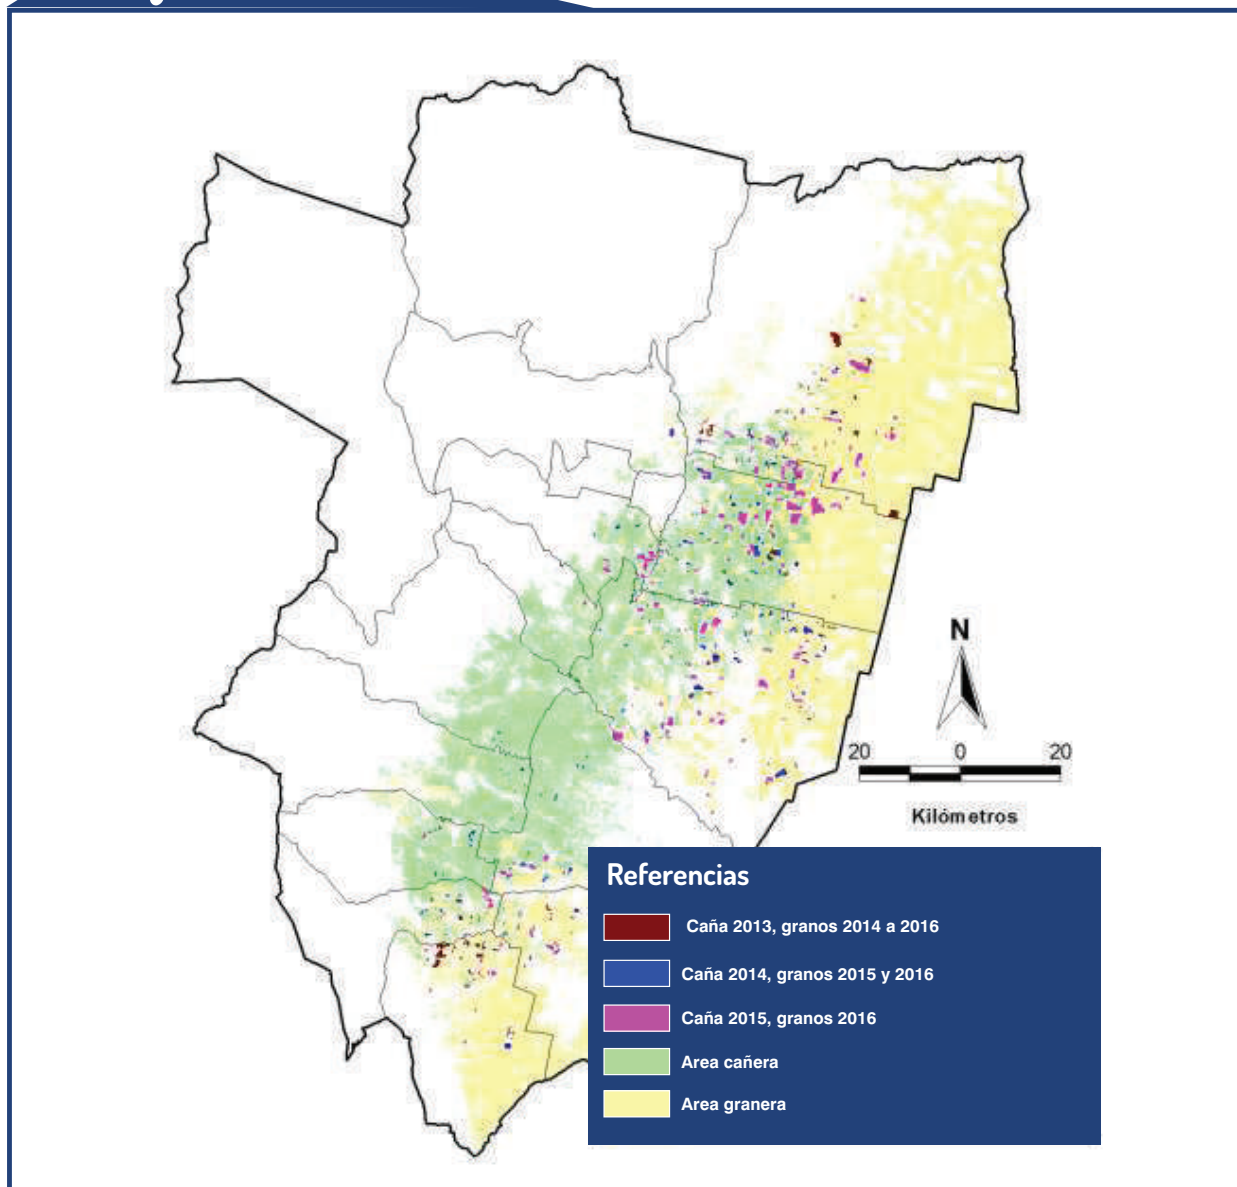 N
20 0 20
Kilómetros
Referencias
Caña 2013, granos 2014 a 2016
Caña 2014, granos 2015 y 2016
Caña 2015, granos 2016
Area cañera
Area granera